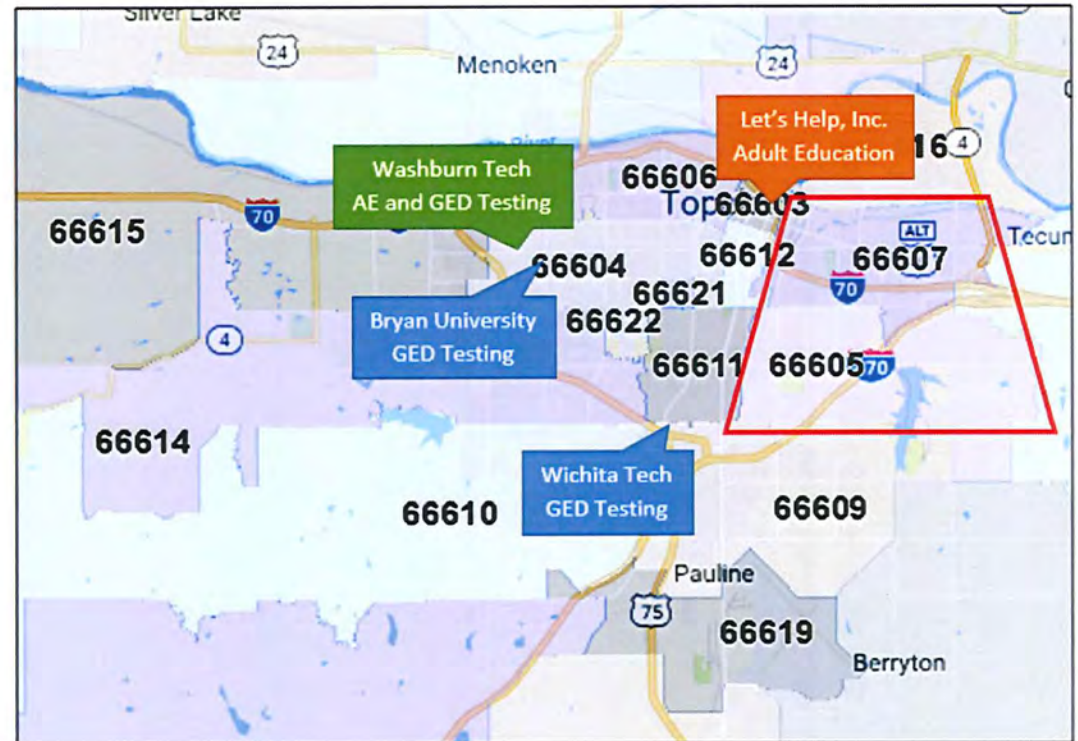 Silver Lake
24
Menoken
24
Let's Help, Inc.
Adult Education
16
4
Washburn Tech
AE and GED Testing
River
66606
Top
66603
70
66615
66612
ALT
66607
Tecum
66604
70
66621
Bryan University
GED Testing
66622
4
66611
66605
70
66614
Wichita Tech
GED Testing
66610
66609
Pauline
75
66619
Berryton